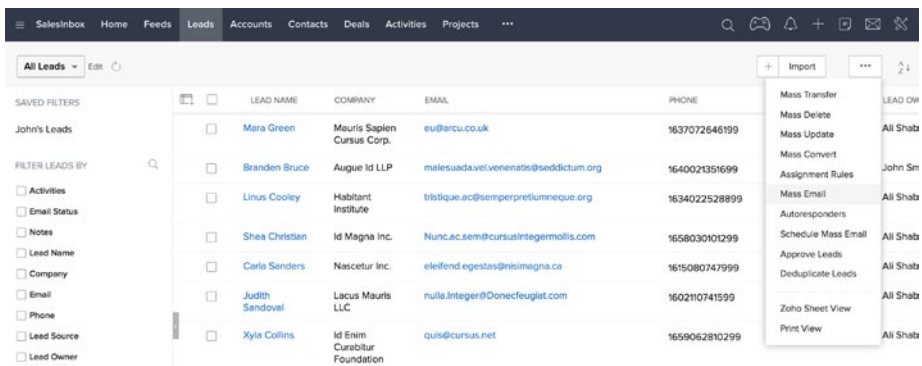 SalesInbox Home Feeds Leads Accounts Contacts Deals Activities Projects
All Leads Edit
Import
SAVED FILTERS
John's Leads
FILTER LEADS BY
Activities
Email Status
Notes
Lead Name
Company
Email
Phone
Lead Source
Lead Owner
LEAD NAME COMPANY EMAIL PHONE LEAD OW
Mara Green Mauris Sapien eu@arcu.co.uk 1637072646199 Ali Shab
Cursus Corp.
Branden Bruce Augue Id LLP malesuada.vel.venenatis@seddictum.org 1640021351699 John Sm
Linus Cooley Habitant tristique.ac@semperpretiumneque.org 1634022528899 Ali Shab
Institute
Shea Christian Id Magna Inc. Nunc.ac.sem@cursusintegermollis.com 1658030101299 Ali Shab
Carla Sanders Nascetur Inc. eleifend.egestas@nisimagna.ca 1615080747999 Ali Shab
Judith Lacus Mauris nulla.Integer@Donecfeugiat.com 1602110741599 Ali Shab
Sandoval LLC
Xyla Collins Id Enim quis@cursus.net 1659062810299 Ali Shab
Curabitur
Foundation
Mass Transfer
Mass Delete
Mass Update
Mass Convert
Assignment Rules
Mass Email
Autoresponders
Schedule Mass Email
Approve Leads
Deduplicate Leads
Zoho Sheet View
Print View